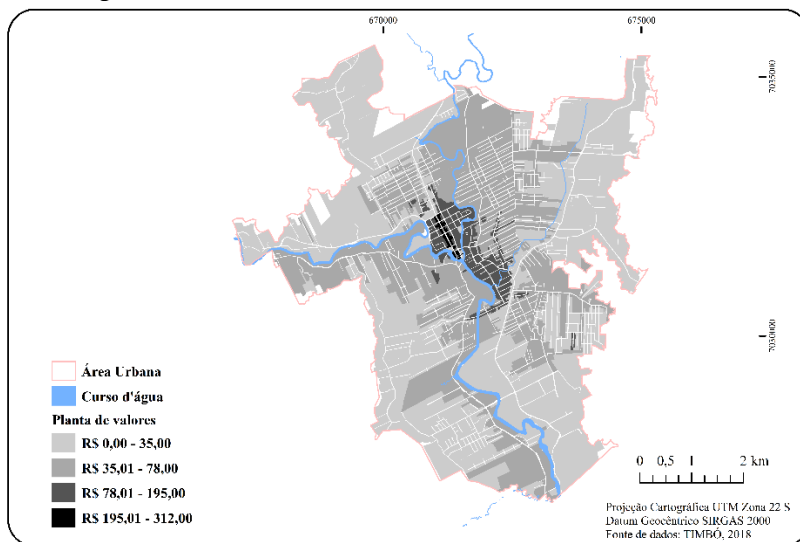 670000
675000
7035000
7030000
Área Urbana
Curso d'água
Planta de valores
R$ 0,00 - 35,00
R$ 35,01 - 78,00
R$ 78,01 - 195,00
R$ 195,01 - 312,00
0 0,5 1 2 km
Projeção Cartográfica UTM Zona 22 S
Datum Geocêntrico SIRGAS 2000
Fonte de dados: TIMBÓ, 2018